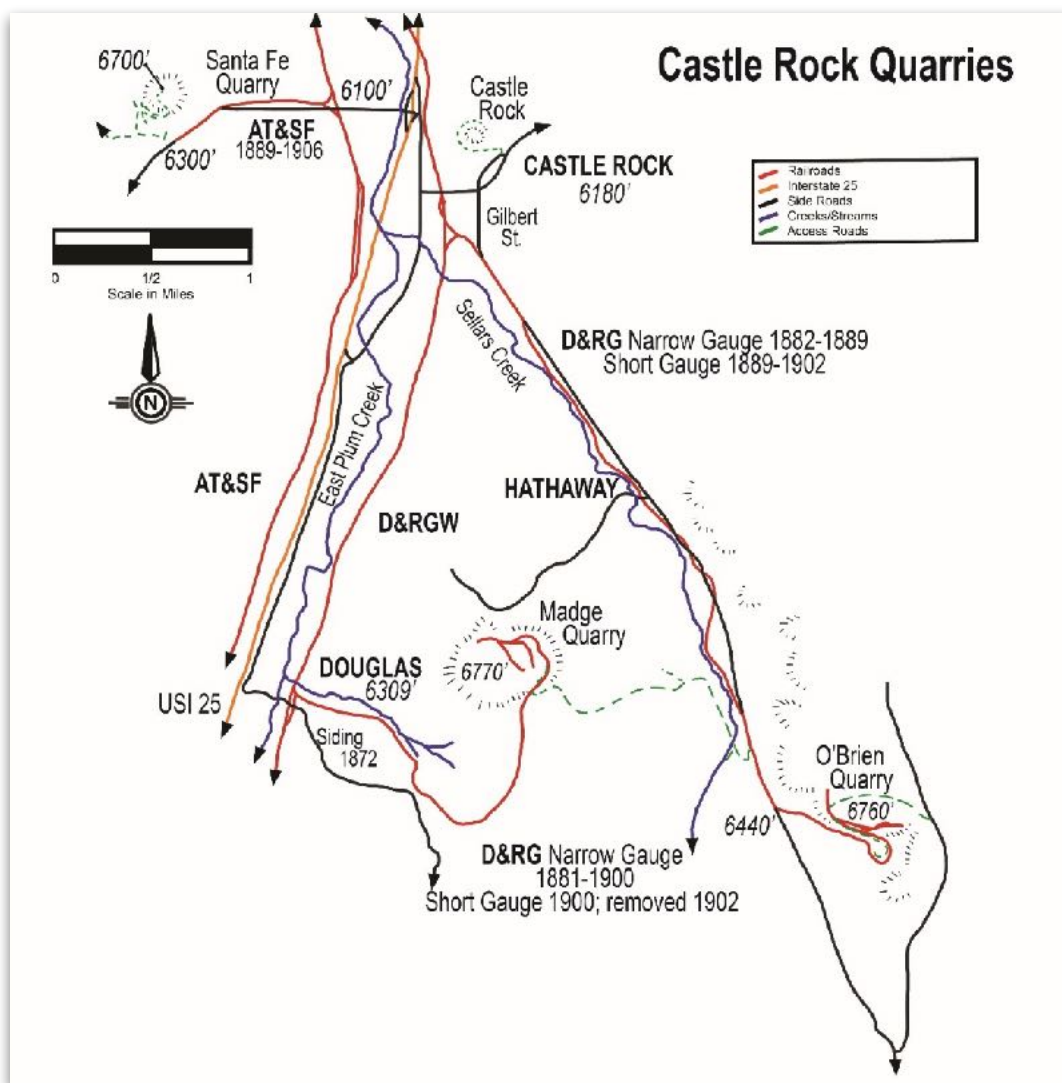 Castle Rock Quarries
6700'
Santa Fe
Quarry
6100'
AT&SF
1889-1906
6300'
Castle
Rock
CASTLE ROCK
6180'
Gilbert
St.
Railroads
Interstate 25
Side Roads
Creeks/Streams
Access Roads
0 1/2 1
Scale in Miles
N
Sellars Creek
D&RG Narrow Gauge 1882-1889
Short Gauge 1889-1902
East Plum Creek
AT&SF
D&RGW
HATHAWAY
Madge
Quarry
6770'
DOUGLAS
6309'
USI 25
Siding
1872
O'Brien
Quarry
6760'
6440'
D&RG Narrow Gauge
1881-1900
Short Gauge 1900; removed 1902